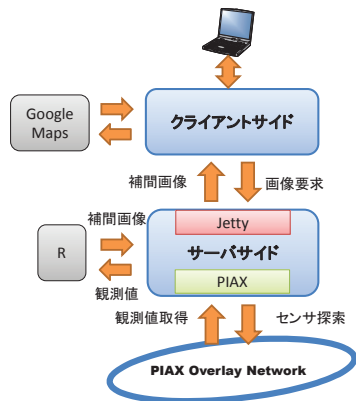 Google
Maps
クライアントサイド
補間画像
画像要求
補間画像
Jetty
R
サーバサイド
PIAX
観測値
観測値取得
センサ探索
PIAX Overlay Network